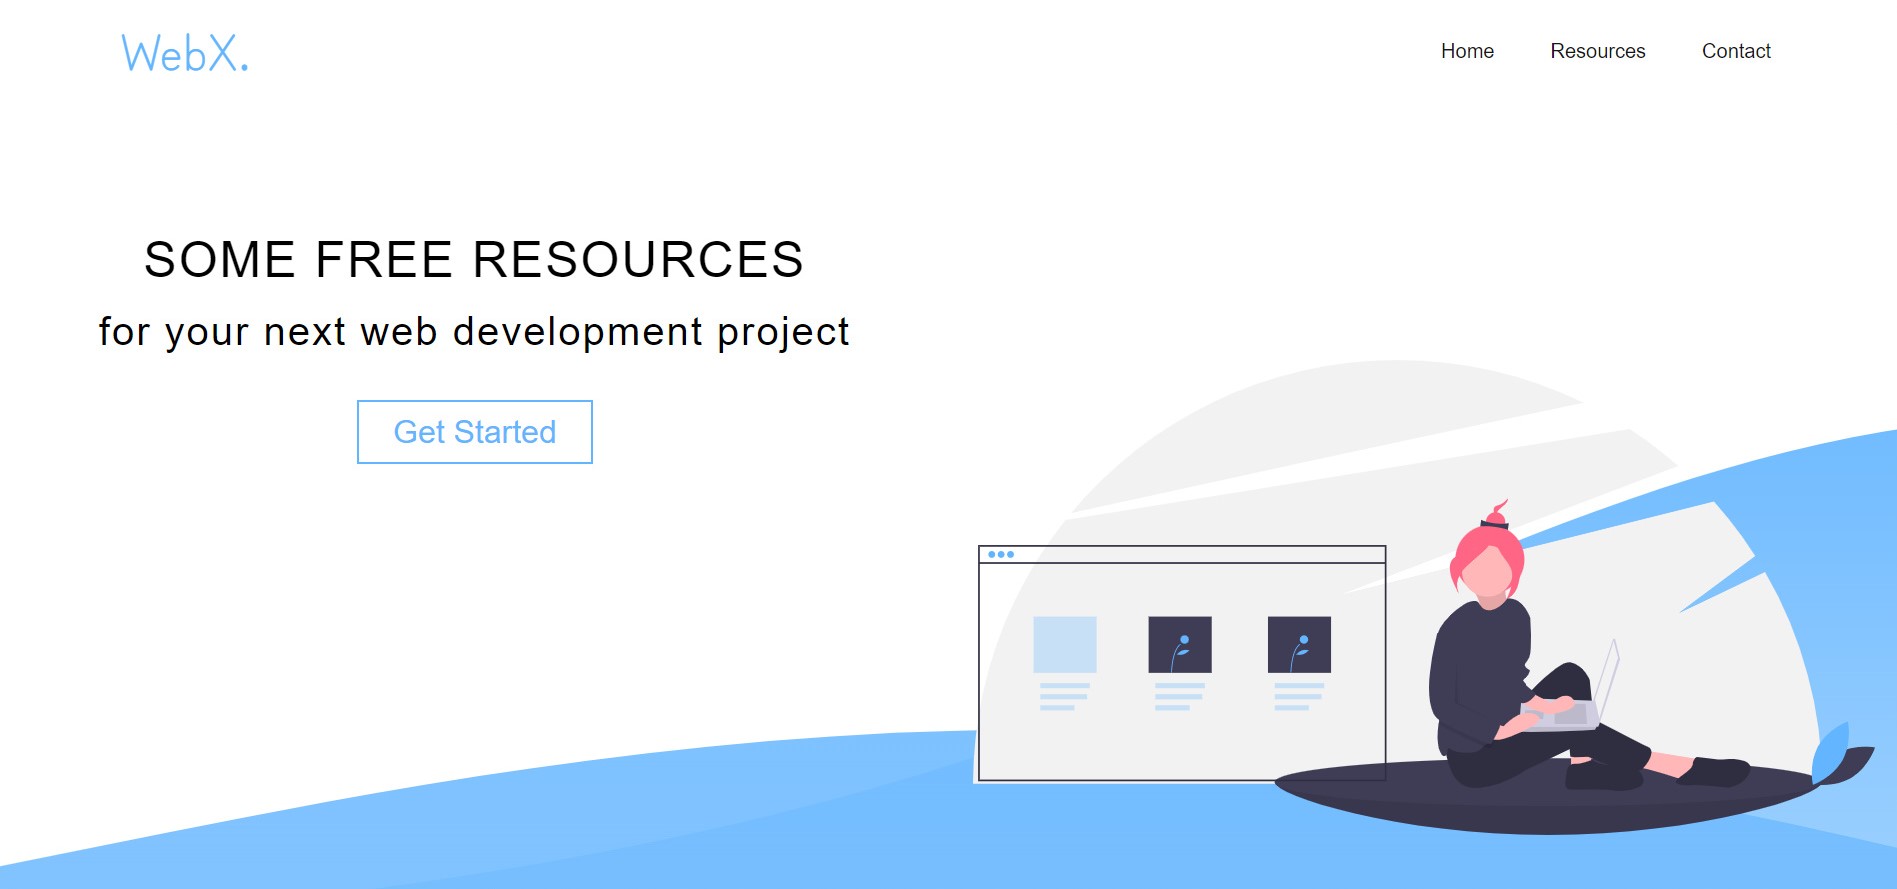 WebX.
Home Resources Contact
SOME FREE RESOURCES
for your next web development project
Get Started